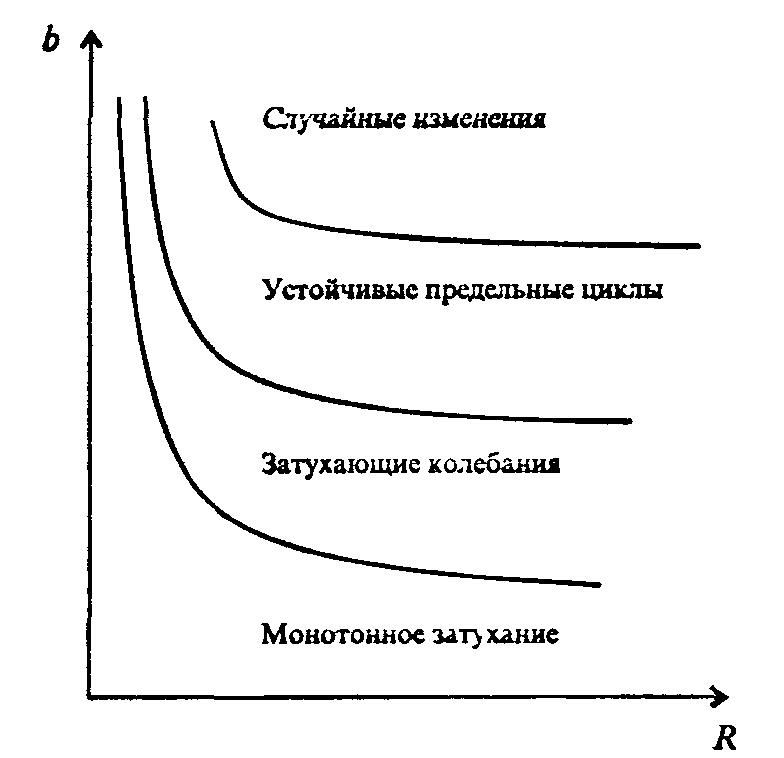 b
Случайные изменения
Устойчивые предельные циклы
Затухающие колебания
Монотонное затухание
R